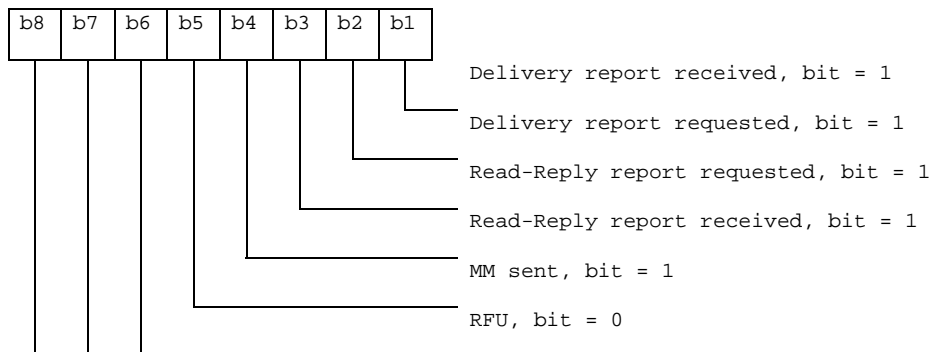 b8 b7 b6 b5 b4 b3 b2 b1
Delivery report received, bit = 1
Delivery report requested, bit = 1
Read-Reply report requested, bit = 1
Read-Reply report received, bit = 1
MM sent, bit = 1
RFU, bit = 0